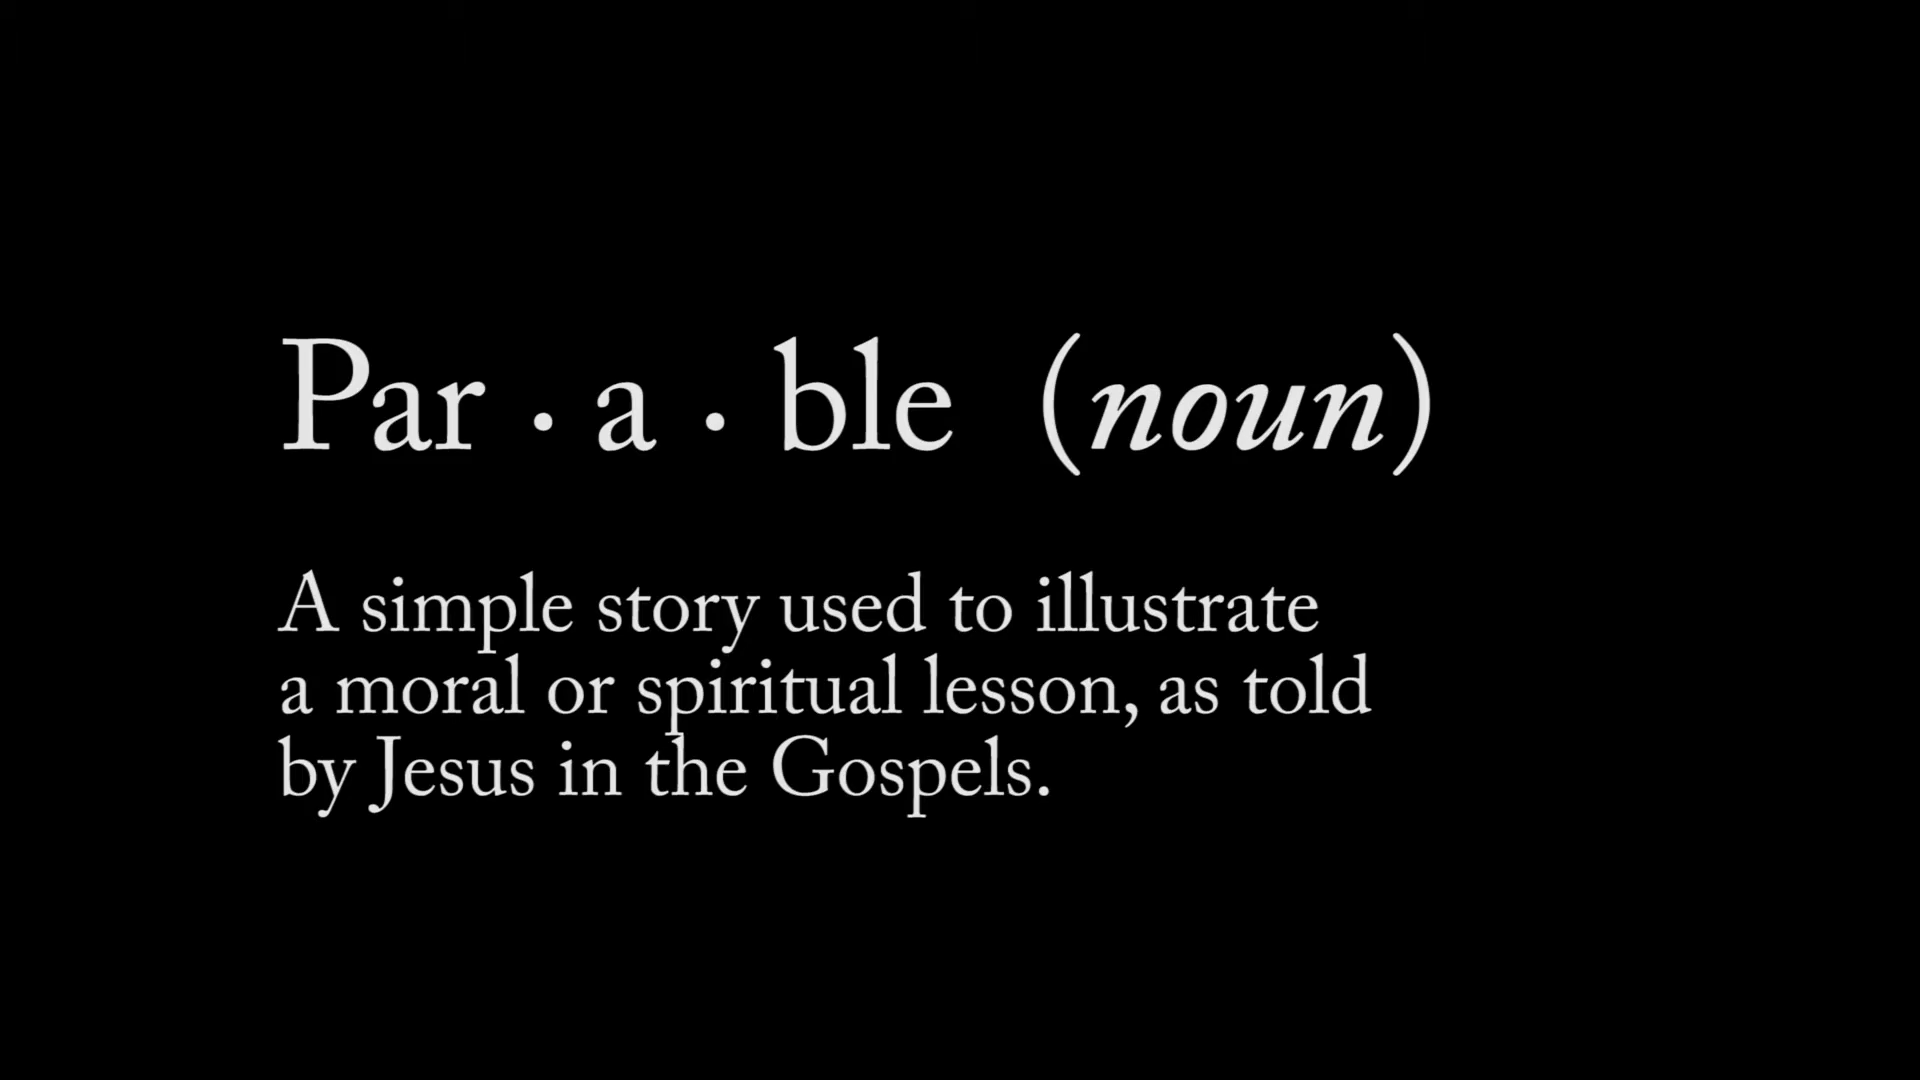 Par · a · ble (noun)
A simple story used to illustrate
a moral or spiritual lesson, as told
by Jesus in the Gospels.